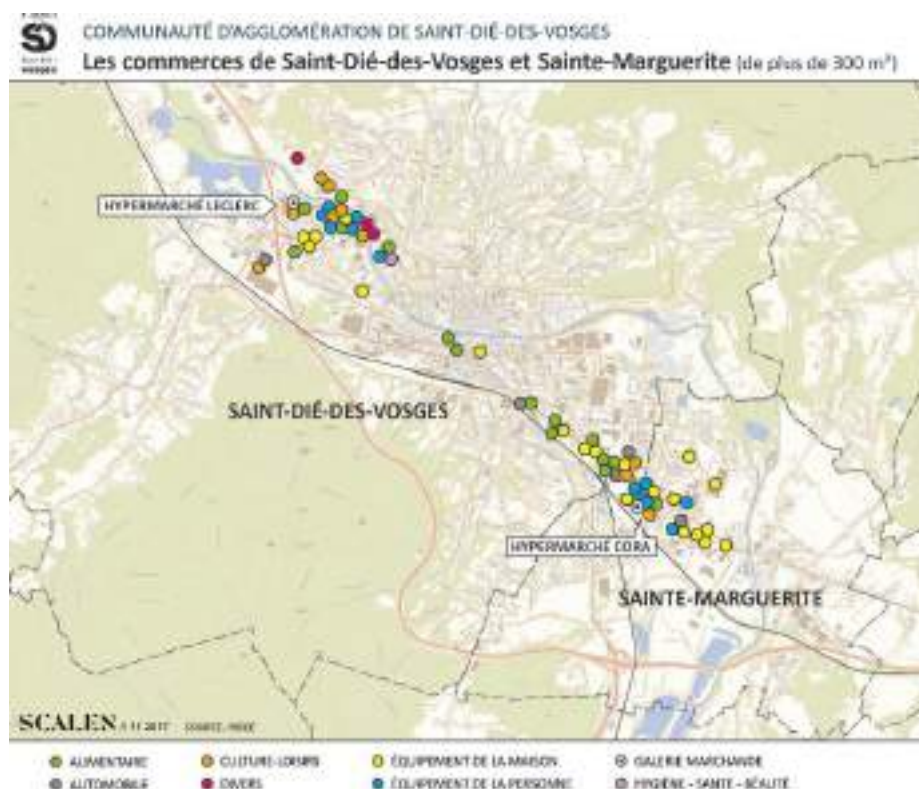 COMMUNAUTÉ D'AGGLOMÉRATION DE SAINT-DIÉ-DES-VOSGES
Les commerces de Saint-Dié-des-Vosges et Sainte-Marguerite (de plus de 300 m²)
HYPERMARCHÉ LECLERC
SAINT-DIÉ-DES-VOSGES
HYPERMARCHÉ CORA
SAINTE-MARGUERITE
SCALEN
ALIMENTAIRE
CULTURE-LOISIRS
ÉQUIPEMENT DE LA MAISON
GALERIE MARCHANDE
AUTOMOBILE
DIVERS
ÉQUIPEMENT DE LA PERSONNE
HYGIÈNE - SANTÉ - BEAUTÉ